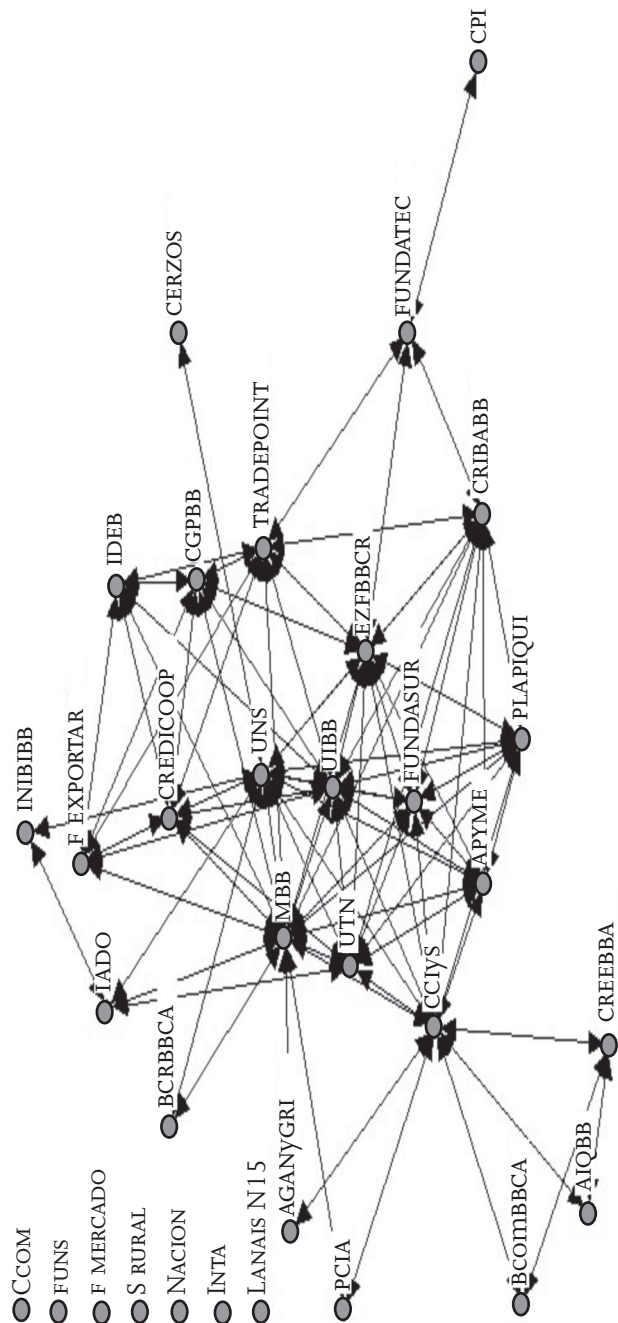 CCOM
FUNS
F MERCADO
S RURAL
NACION
INTA
LANAIS N15
PCIA
AGANyGRI
BCRBBCA
IADO
INIBIBB
F EXPORTAR
CREDICOOP
IDEB
CGPBB
CERZOS
TRADEPOINT
UNS
MBB
UIBB
EZFBBCR
FUNDATEC
CPI
UTN
FUNDASUR
CCIyS
APYME
CRIBABB
PLAPIQUI
BcomBBCA
AIQBB
CREEBBA